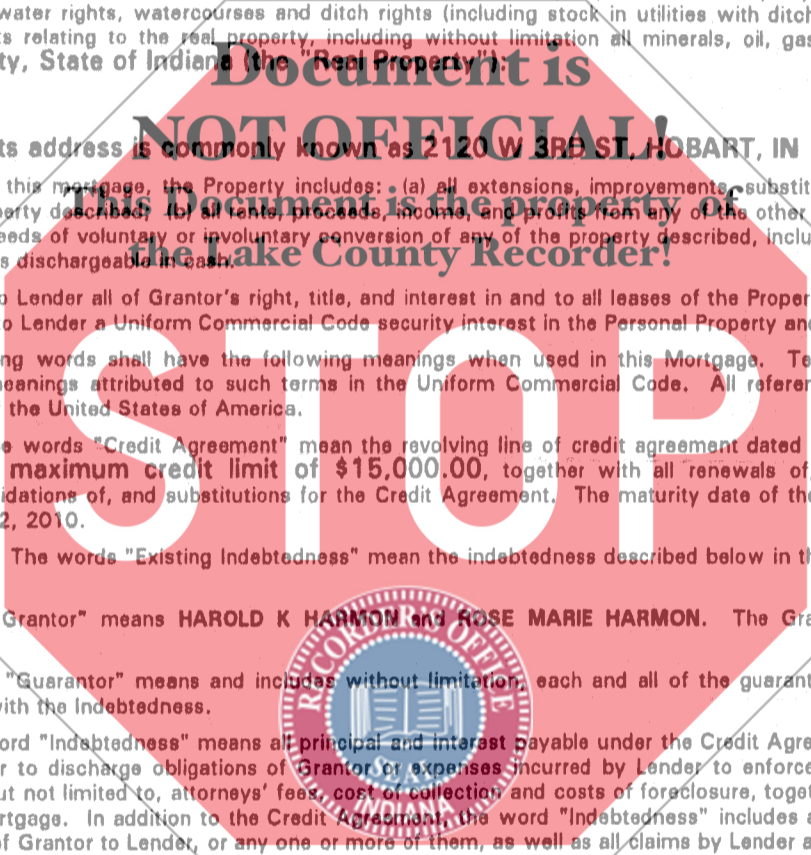 water rights, watercourses and ditch rights (including stock in utilities with ditch
s relating to the real property, including without limitation all minerals, oil, gas
ty, State of Indiana (the "Real Property").
Document is
NOT OFFICIAL!
ts address is commonly known as 2120 W 3RD ST, HOBART, IN
This Document is the property of
the Lake County Recorder!
this mortgage, the Property includes: (a) all extensions, improvements, substit
erty described; (b) all rents, proceeds, income, and profits from any of the other
eeds of voluntary or involuntary conversion of any of the property described, inclu
s dischargeable in cash.
o Lender all of Grantor's right, title, and interest in and to all leases of the Proper
to Lender a Uniform Commercial Code security interest in the Personal Property and
ng words shall have the following meanings when used in this Mortgage. Te
eanings attributed to such terms in the Uniform Commercial Code. All referen
f the United States of America.
STOP
e words "Credit Agreement" mean the revolving line of credit agreement dated
maximum credit limit of $15,000.00, together with all renewals of,
idations of, and substitutions for the Credit Agreement. The maturity date of the
2, 2010.
The words "Existing Indebtedness" mean the indebtedness described below in th
Grantor" means HAROLD K HARMON and ROSE MARIE HARMON. The Gra
"Guarantor" means and includes without limitation, each and all of the guarant
with the Indebtedness.
ord "Indebtedness" means all principal and interest payable under the Credit Agre
r to discharge obligations of Grantor or expenses incurred by Lender to enforce
ut not limited to, attorneys' fees, cost of collection and costs of foreclosure, toget
rtgage. In addition to the Credit Agreement, the word "Indebtedness" includes a
of Grantor to Lender, or any one or more of them, as well as all claims by Lender a
RECORDER'S OFFICE
SEAL
INDIANA